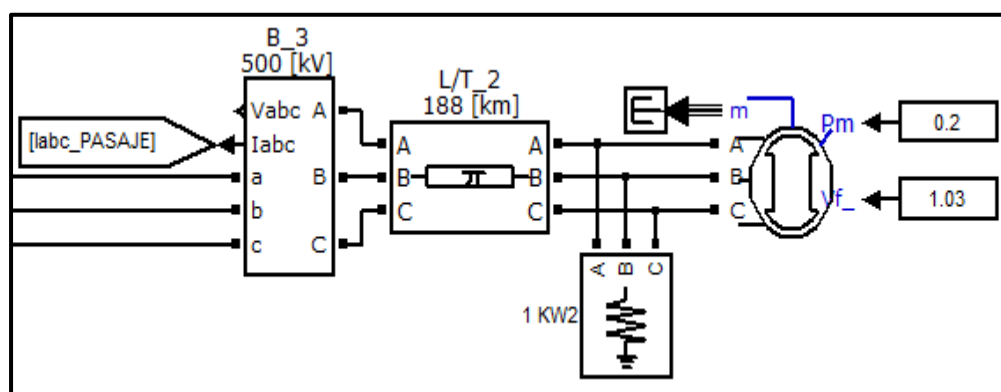 B_3
500 [kV]
L/T_2
188 [km]
Vabc A
[Iabc_PASAJE]
Iabc
m
Pm
0.2
A A
A
a B
B B
B
b
C C
C
Vf_
1.03
c C
A B C
1 KW2